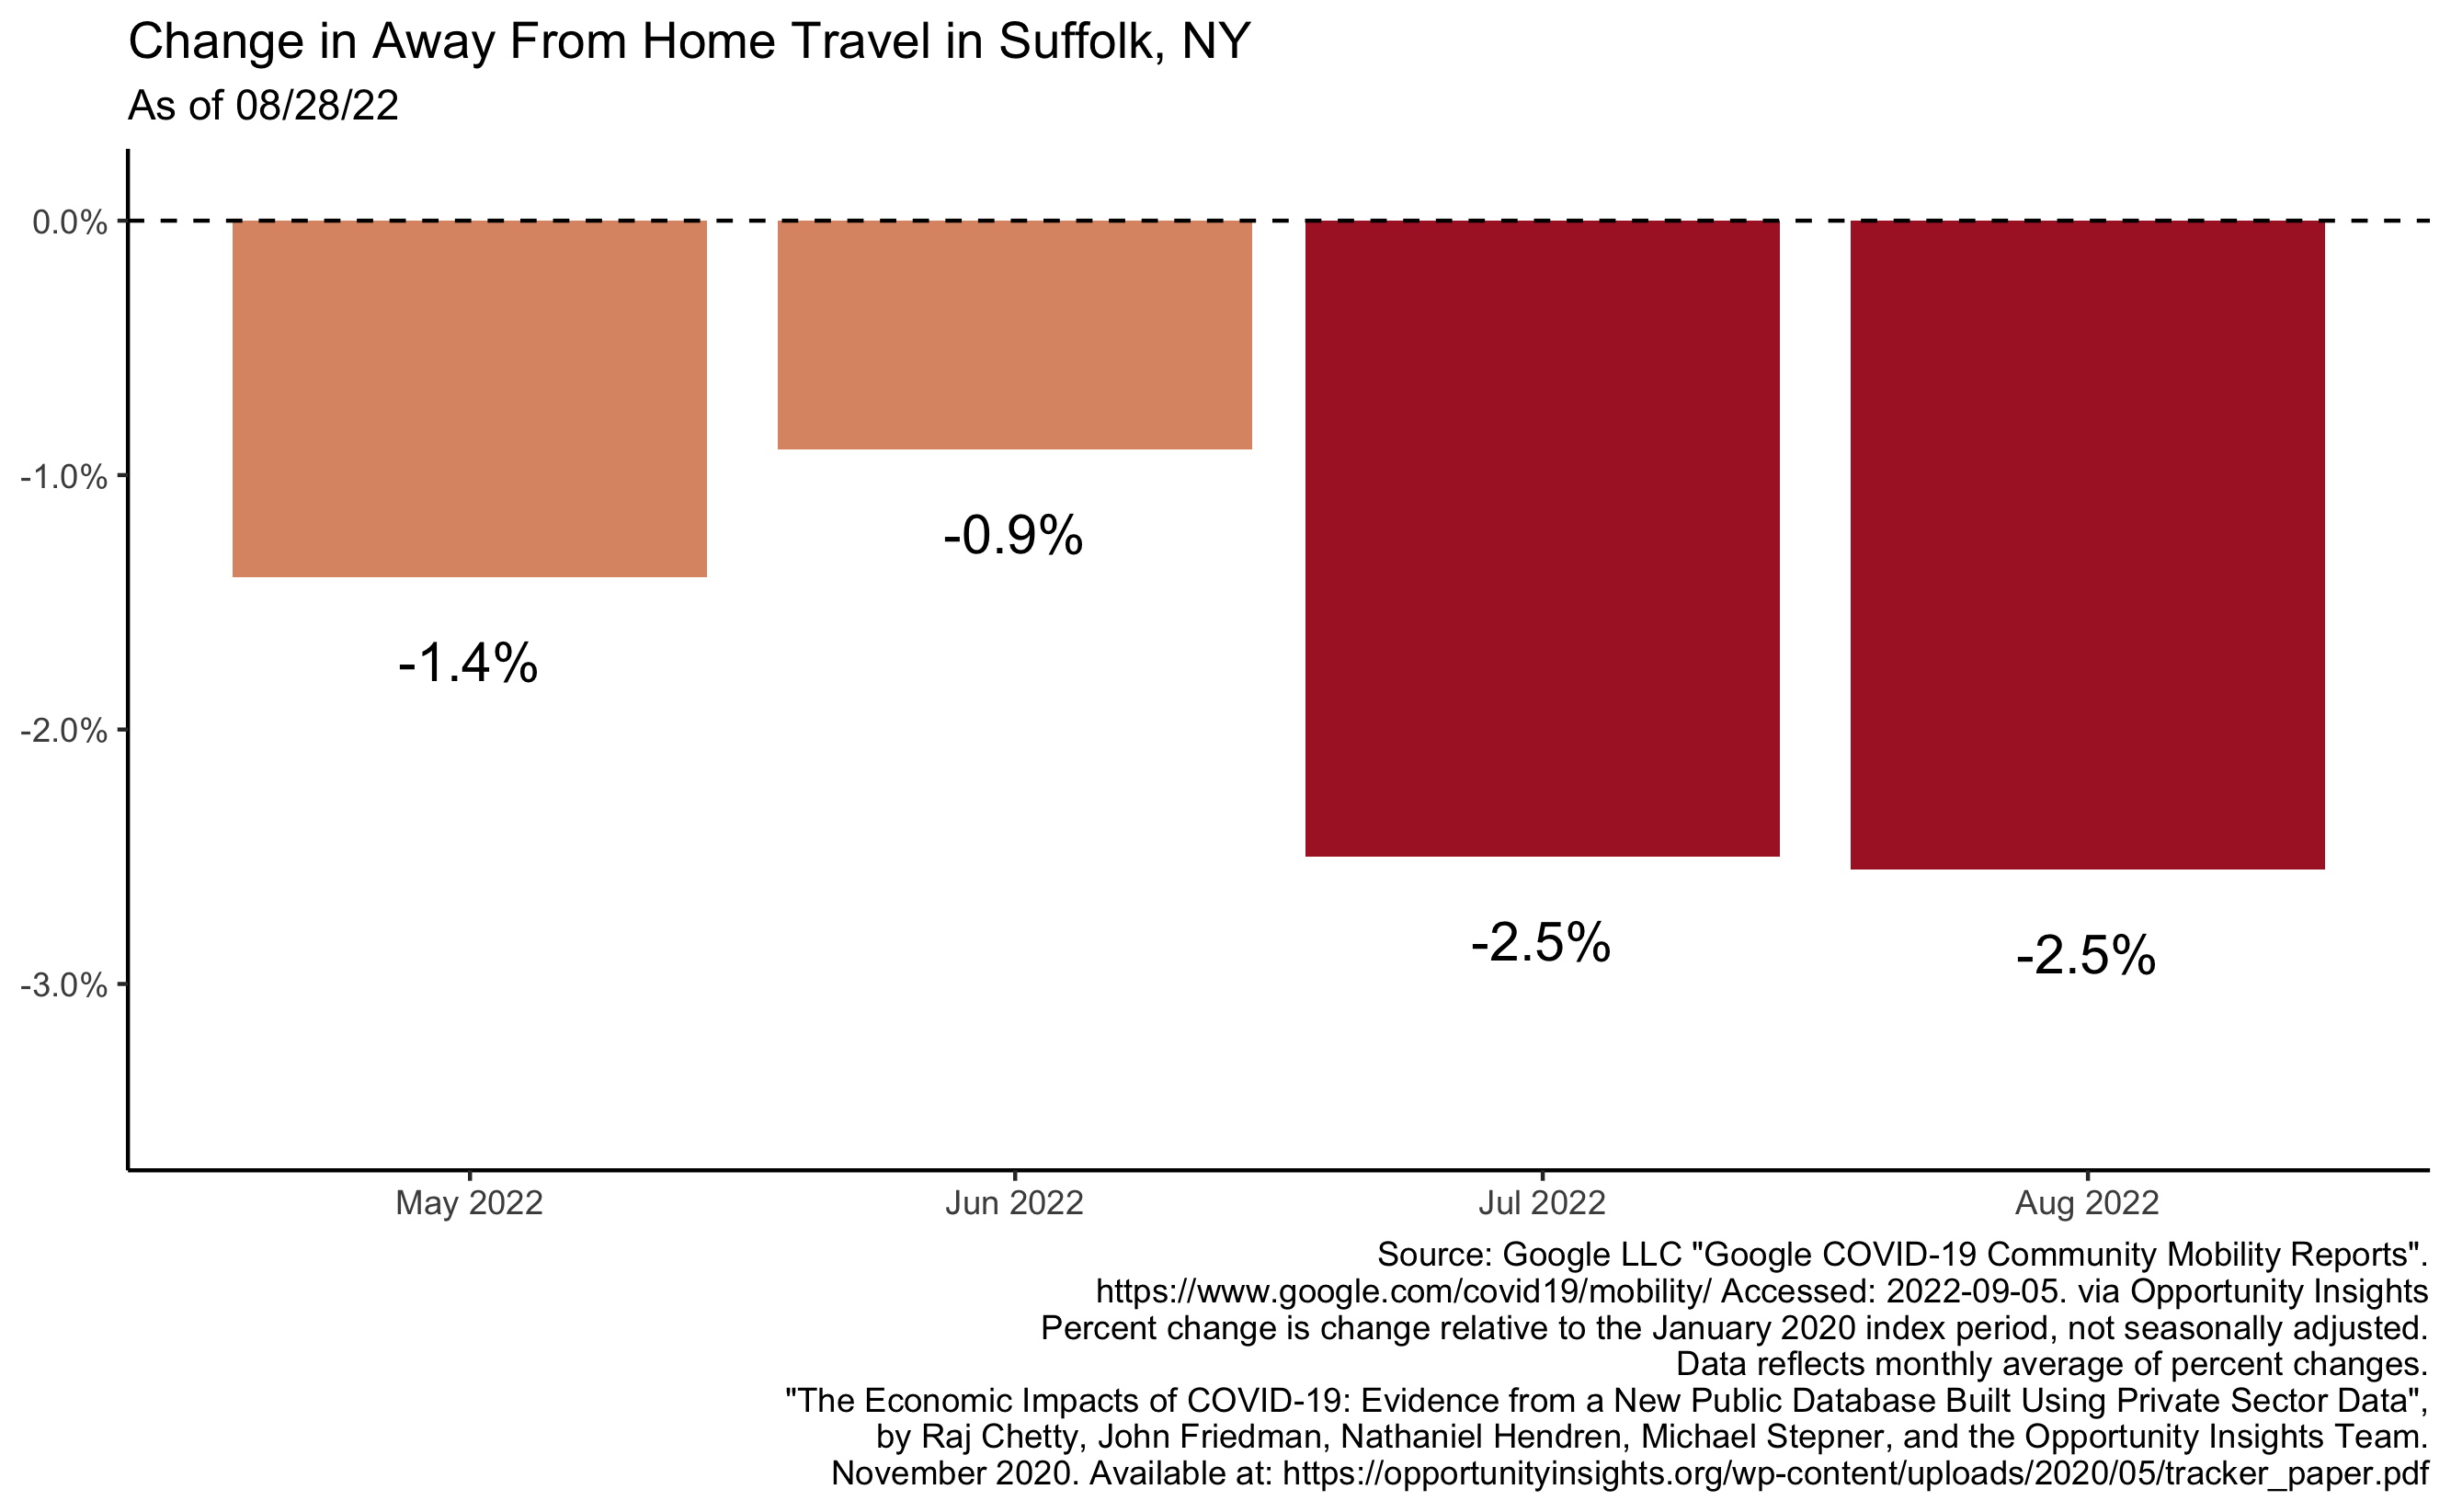 Change in Away From Home Travel in Suffolk, NY
As of 08/28/22
0.0%
-1.0%
-2.0%
-3.0%
-1.4%
-0.9%
-2.5%
-2.5%
May 2022
Jun 2022
Jul 2022
Aug 2022
Source: Google LLC "Google COVID-19 Community Mobility Reports".
https://www.google.com/covid19/mobility/ Accessed: 2022-09-05. via Opportunity Insights
Percent change is change relative to the January 2020 index period, not seasonally adjusted.
Data reflects monthly average of percent changes.
"The Economic Impacts of COVID-19: Evidence from a New Public Database Built Using Private Sector Data",
by Raj Chetty, John Friedman, Nathaniel Hendren, Michael Stepner, and the Opportunity Insights Team.
November 2020. Available at: https://opportunityinsights.org/wp-content/uploads/2020/05/tracker_paper.pdf